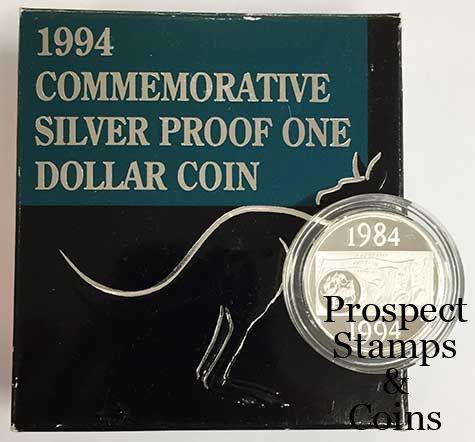 1994
COMMEMORATIVE
SILVER PROOF ONE
DOLLAR COIN
1984
1994
Prospect
Stamps
&
Coins